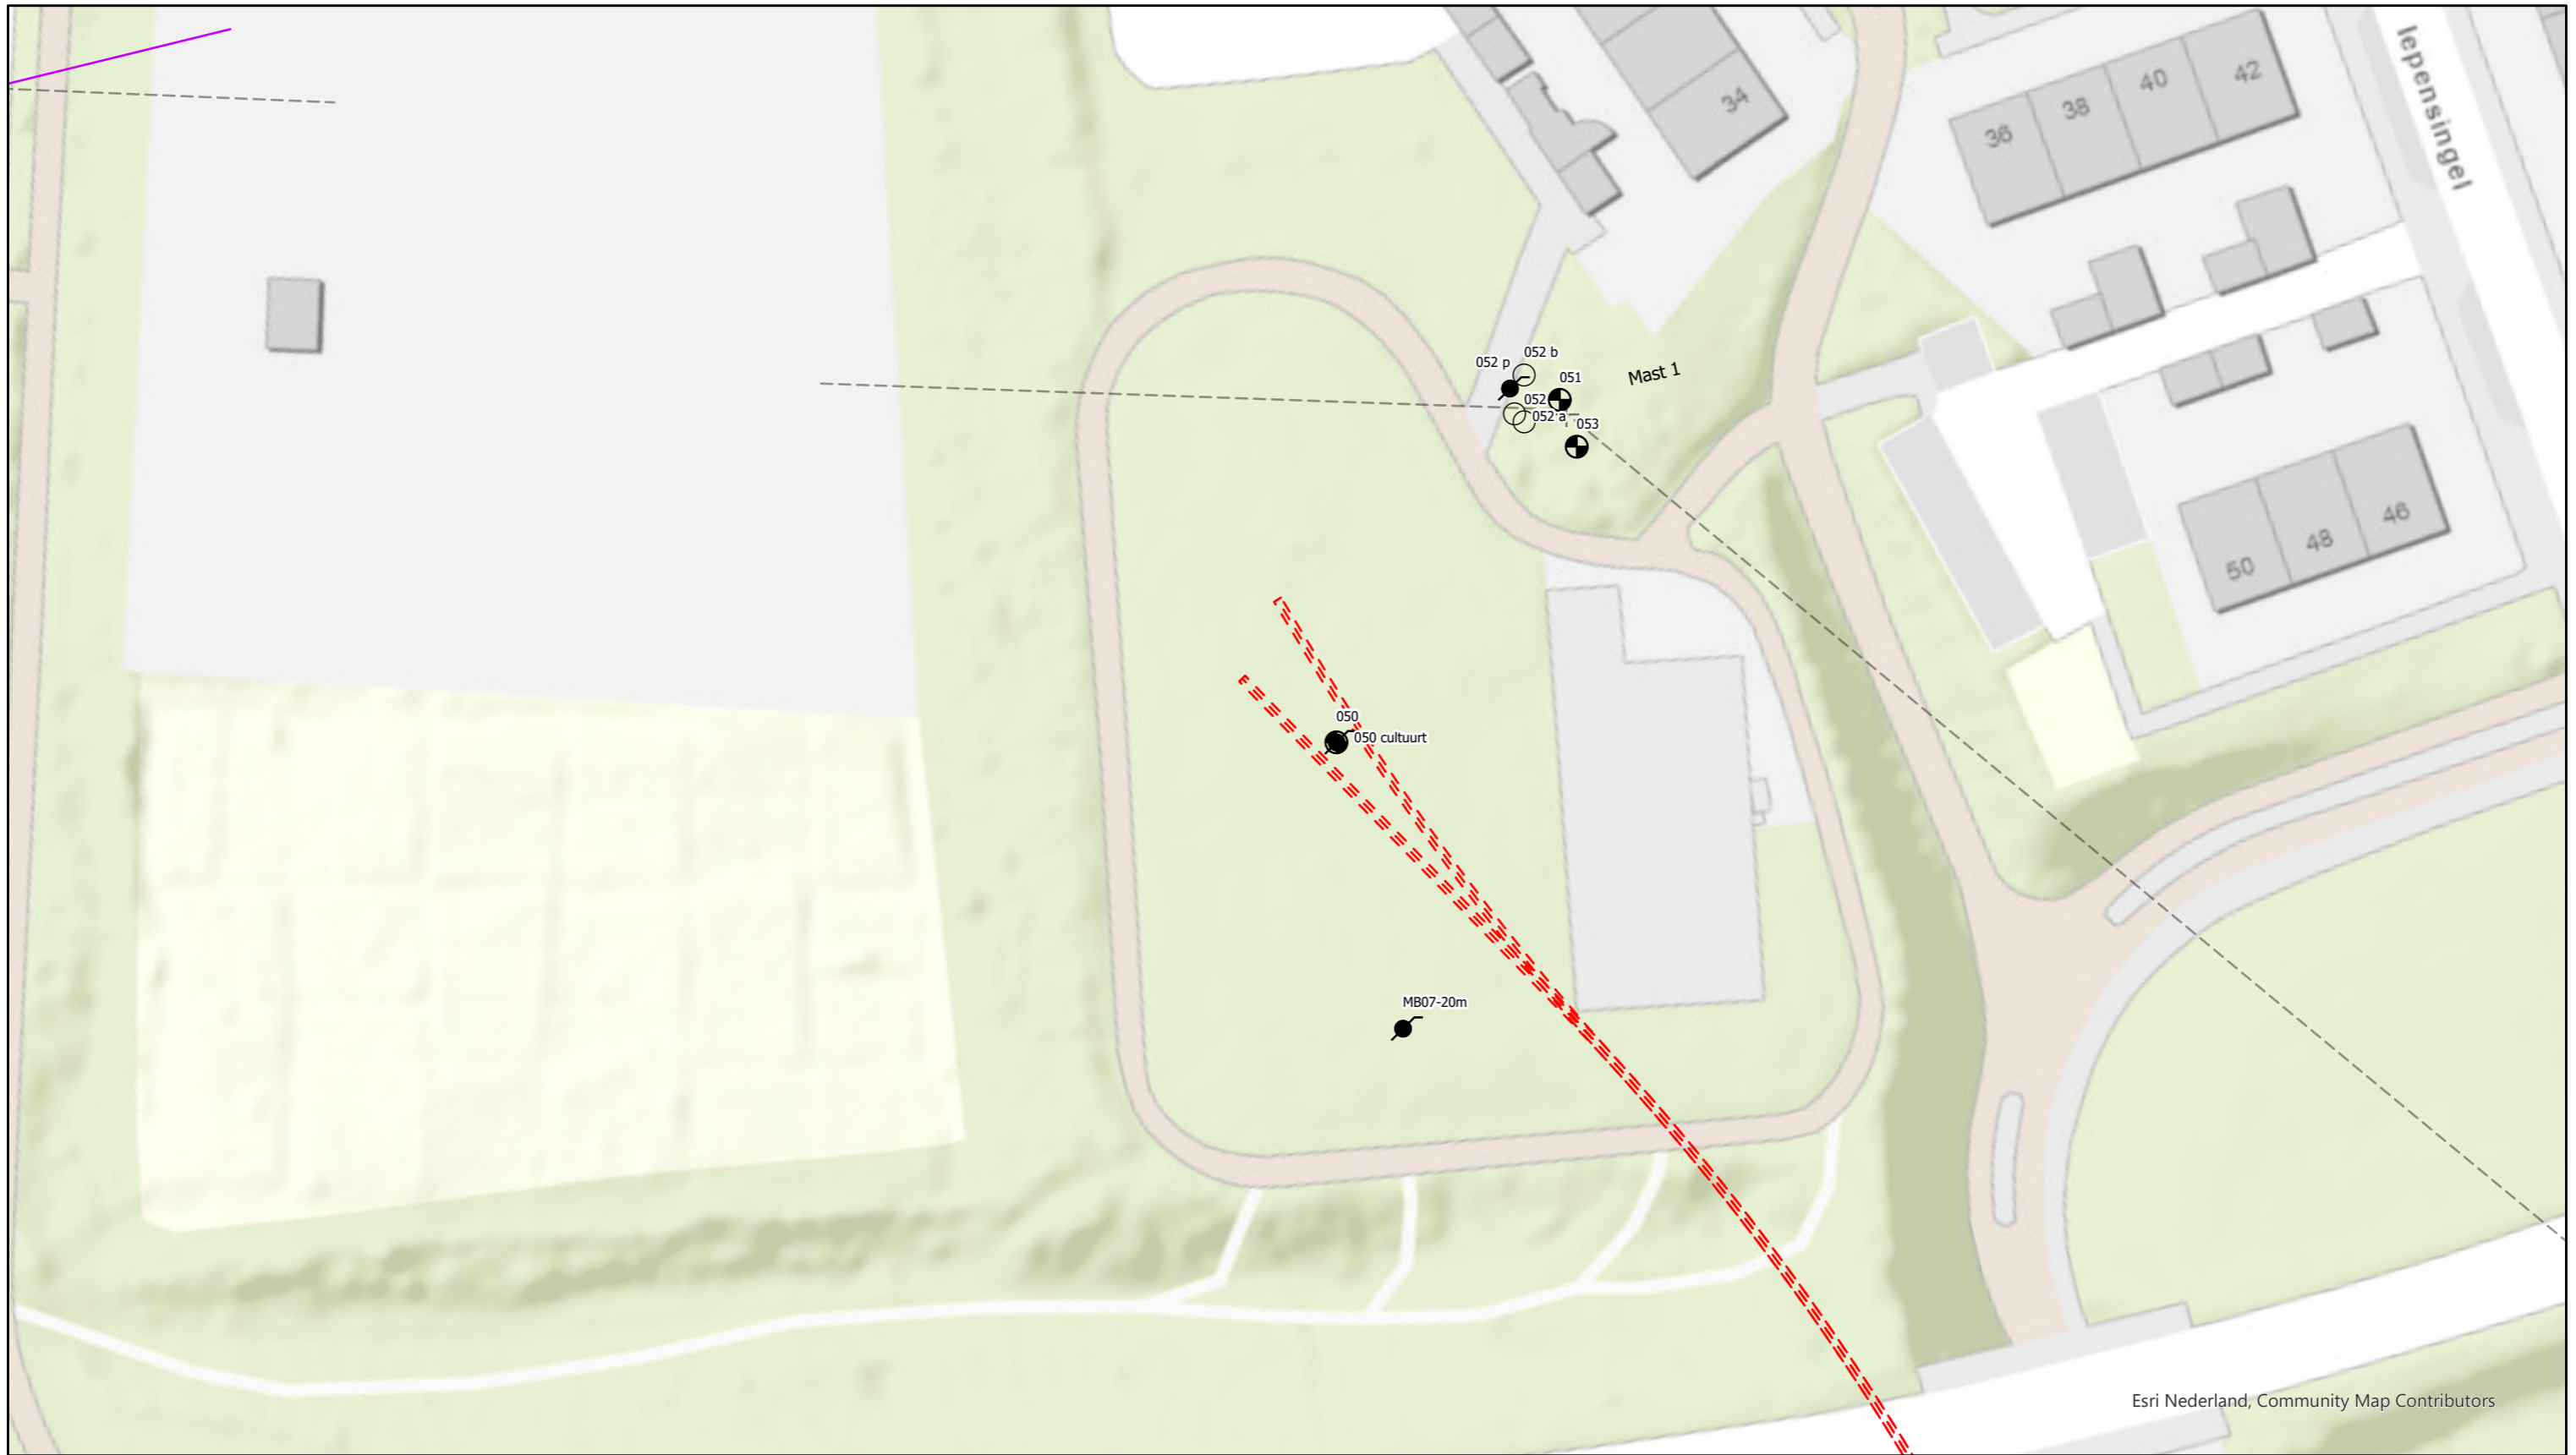 Iepensingel
42
40
38
36
34
052 b
052 p
051
Mast 1
052
052 a
053
46
48
50
050
050 cultuurt
MB07-20m
Esri Nederland, Community Map Contributors